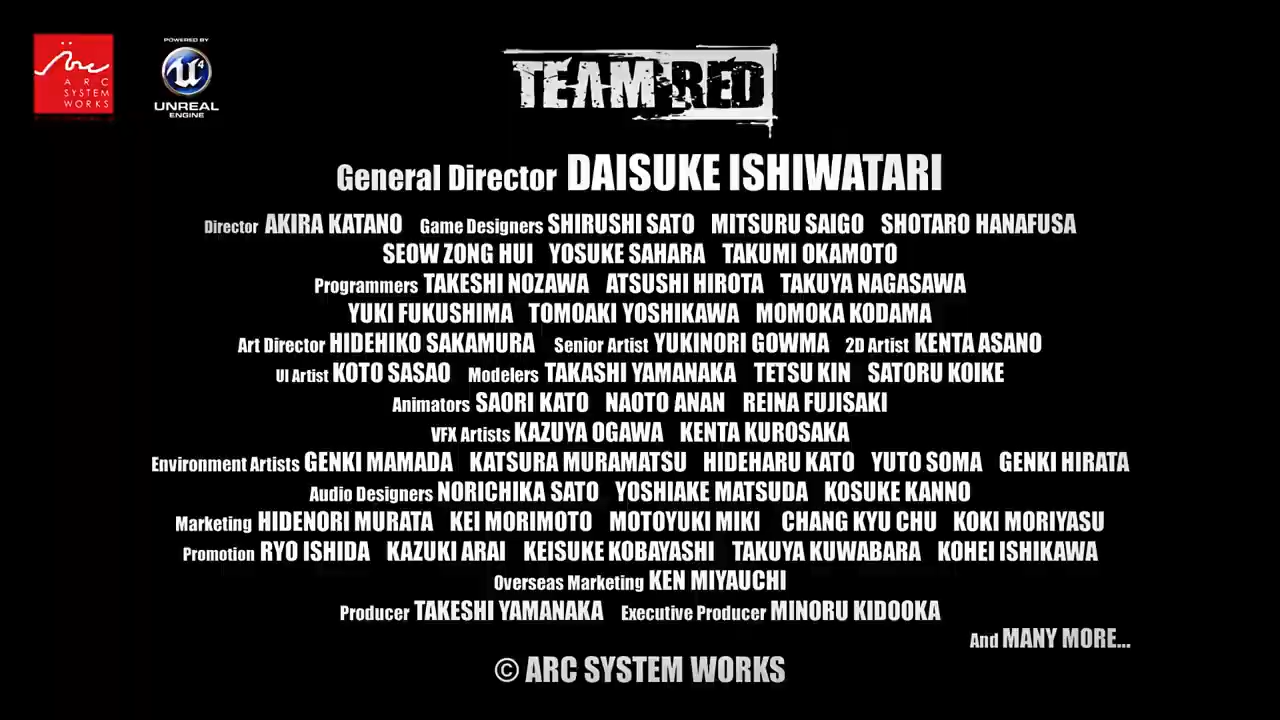 Arc
ARC
SYSTEM
WORKS
POWERED BY
U4
UNREAL
ENGINE
TEAM RED
General Director DAISUKE ISHIWATARI
Director AKIRA KATANO Game Designers SHIRUSHI SATO MITSURU SAIGO SHOTARO HANAFUSA
SEOW ZONG HUI YOSUKE SAHARA TAKUMI OKAMOTO
Programmers TAKESHI NOZAWA ATSUSHI HIROTA TAKUYA NAGASAWA
YUKI FUKUSHIMA TOMOAKI YOSHIKAWA MOMOKA KODAMA
Art Director HIDEHIKO SAKAMURA Senior Artist YUKINORI GOWMA 2D Artist KENTA ASANO
UI Artist KOTO SASAO Modelers TAKASHI YAMANAKA TETSU KIN SATORU KOIKE
Animators SAORI KATO NAOTO ANAN REINA FUJISAKI
VFX Artists KAZUYA OGAWA KENTA KUROSAKA
Environment Artists GENKI MAMADA KATSURA MURAMATSU HIDEHARU KATO YUTO SOMA GENKI HIRATA
Audio Designers NORICHIKA SATO YOSHIAKE MATSUDA KOSUKE KANNO
Marketing HIDENORI MURATA KEI MORIMOTO MOTOYUKI MIKI CHANG KYU CHU KOKI MORIYASU
Promotion RYO ISHIDA KAZUKI ARAI KEISUKE KOBAYASHI TAKUYA KUWABARA KOHEI ISHIKAWA
Overseas Marketing KEN MIYAUCHI
Producer TAKESHI YAMANAKA Executive Producer MINORU KIDOOKA
And MANY MORE...
© ARC SYSTEM WORKS